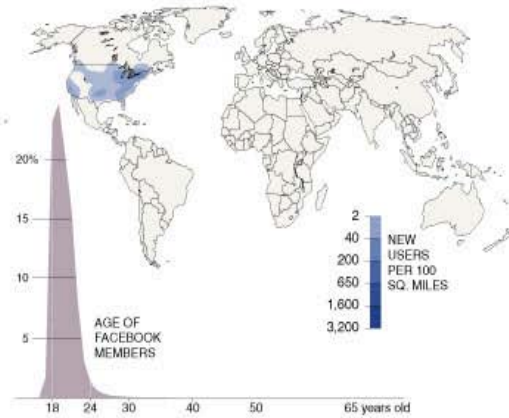 20%
15
10
5
AGE OF
FACEBOOK
MEMBERS
2
40
200
650
1,600
3,200
NEW
USERS
PER 100
SQ. MILES
18 24 30 40 50 65 years old